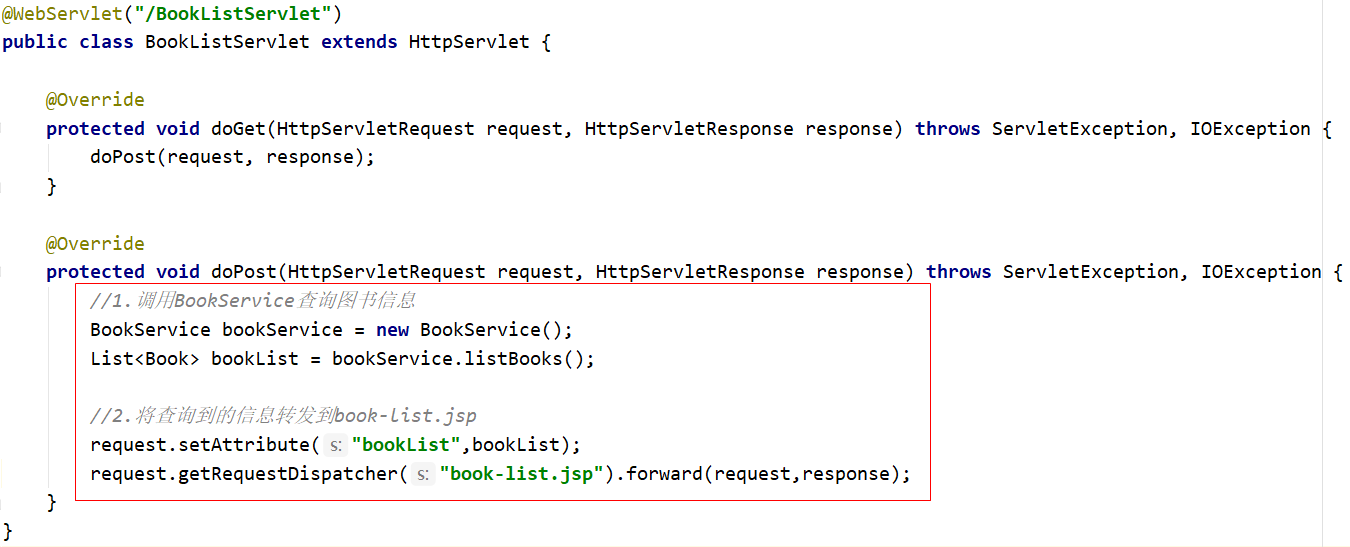 @WebServlet("/BookListServlet")
public class BookListServlet extends HttpServlet {
@Override
protected void doGet(HttpServletRequest request, HttpServletResponse response) throws ServletException, IOException {
doPost(request, response);
}
@Override
protected void doPost(HttpServletRequest request, HttpServletResponse response) throws ServletException, IOException {
//1.调用BookService查询图书信息
BookService bookService = new BookService();
List<Book> bookList = bookService.listBooks();
//2.将查询到的信息转发到book-list.jsp
request.setAttribute( s: "bookList",bookList);
request.getRequestDispatcher( s: "book-list.jsp").forward(request,response);
}
}